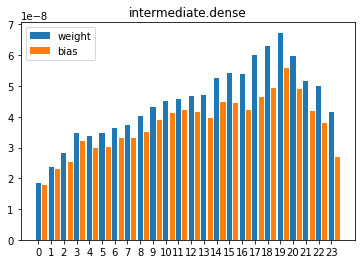 intermediate.dense
1e−8
weight
bias
7
6
5
4
3
2
1
0
0 1 2 3 4 5 6 7 8 9 10 11 12 13 14 15 16 17 18 19 20 21 22 23